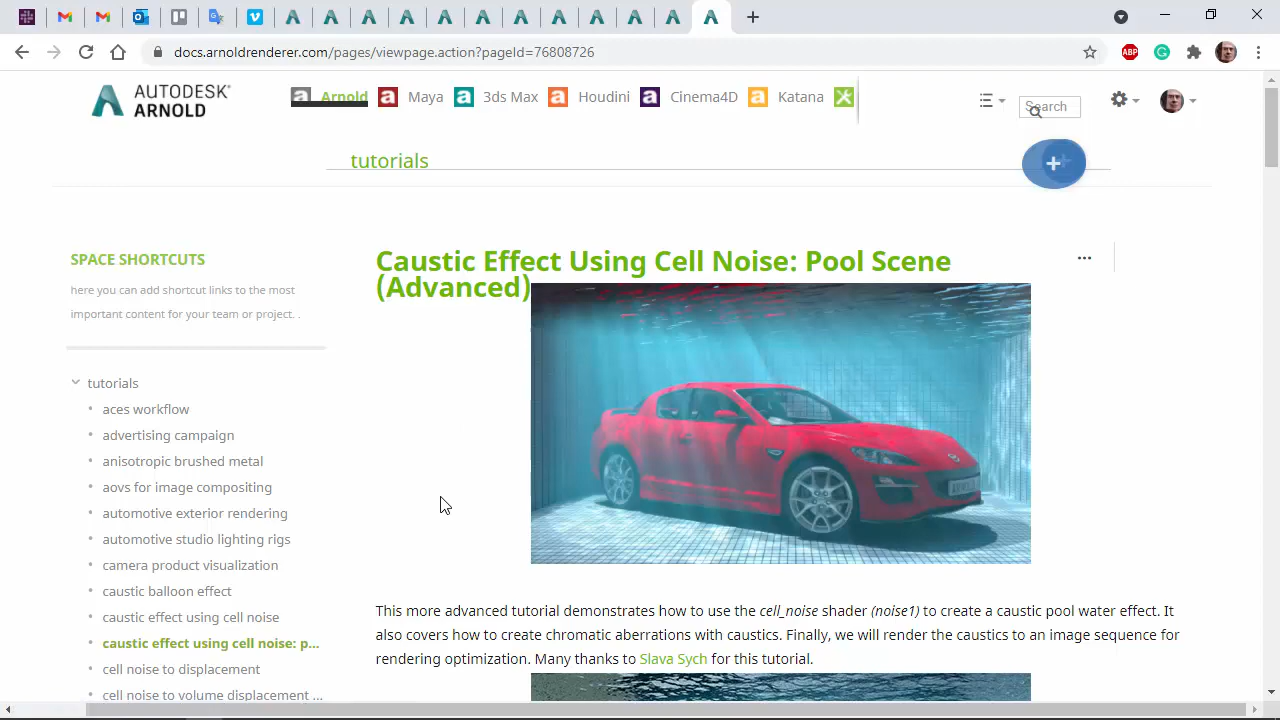 docs.arnoldrenderer.com/pages/viewpage.action?pageId=76808726
ABP
AUTODESK
ARNOLD
Arnold
Maya
3ds Max
Houdini
Cinema4D
Katana
Search
tutorials
SPACE SHORTCUTS
here you can add shortcut links to the most
important content for your team or project. .
tutorials
aces workflow
advertising campaign
anisotropic brushed metal
aovs for image compositing
automotive exterior rendering
automotive studio lighting rigs
camera product visualization
caustic balloon effect
caustic effect using cell noise
caustic effect using cell noise: p...
cell noise to displacement
cell noise to volume displacement ...
Caustic Effect Using Cell Noise: Pool Scene
(Advanced)
This more advanced tutorial demonstrates how to use the cell_noise shader (noise1) to create a caustic pool water effect. It
also covers how to create chromatic aberrations with caustics. Finally, we will render the caustics to an image sequence for
rendering optimization. Many thanks to Slava Sych for this tutorial.